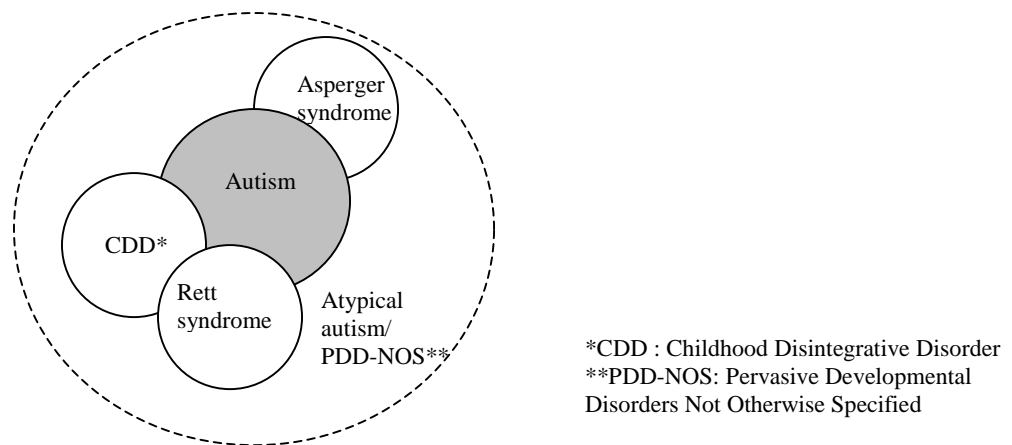 Asperger
syndrome
Autism
CDD*
Rett
syndrome
Atypical
autism/
PDD-NOS**
*CDD : Childhood Disintegrative Disorder
**PDD-NOS: Pervasive Developmental
Disorders Not Otherwise Specified